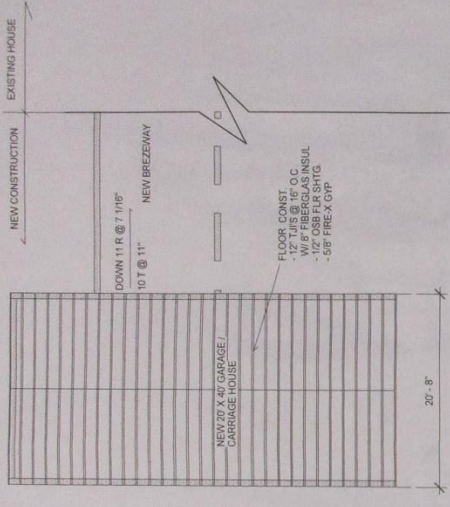 NEW CONSTRUCTION
EXISTING HOUSE
DOWN 11 R @ 7 1/16"
10 T @ 11"
NEW BREZEWAY
FLOOR CONST.
- 12" TJI'S @ 16" O.C
W/ 8" FIBERGLAS INSUL
- 1/2" OSB FLR SHTG.
- 5/8" FIRE-X GYP
NEW 20' X 40' GARAGE /
CARRIAGE HOUSE
20' - 8"